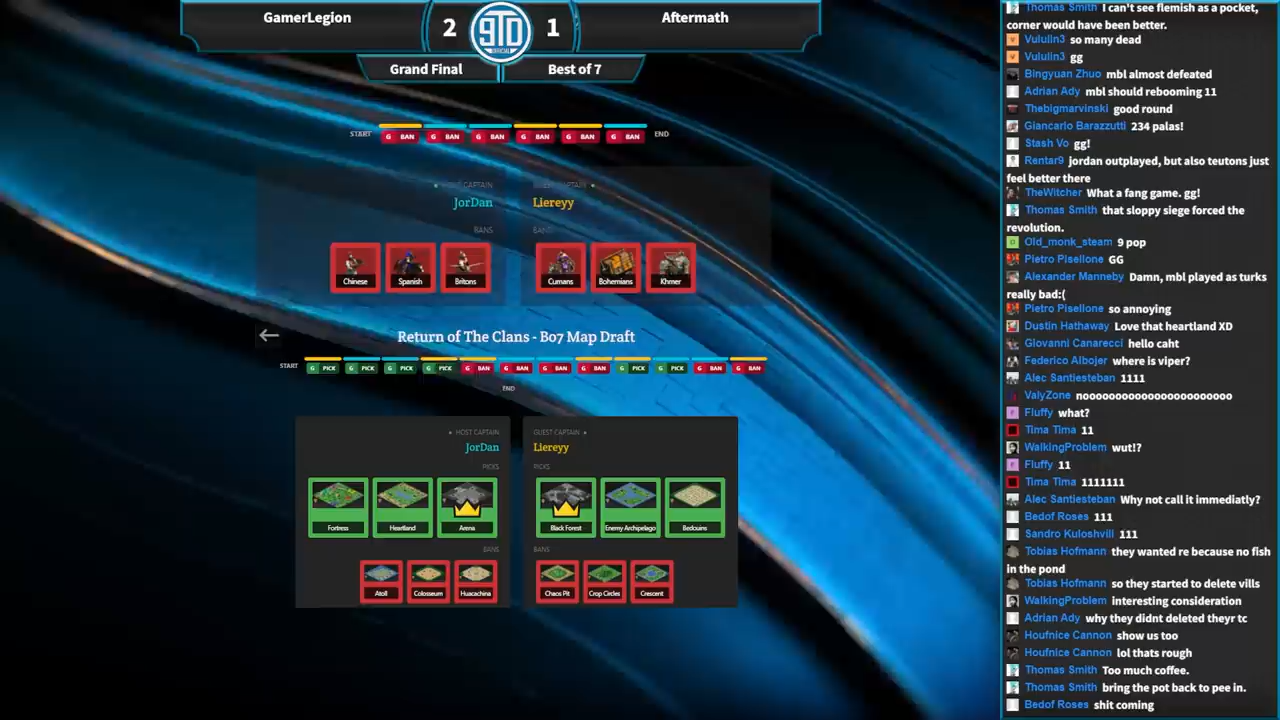 GamerLegion
2
GTD
OFFICIAL
1
Aftermath
Grand Final
Best of 7
START
G BAN
G BAN
G BAN
G BAN
G BAN
G BAN
END
HOST CAPTAIN
JorDan
BANS
Chinese
Spanish
Britons
GUEST CAPTAIN
Liereyy
BANS
Cumans
Bohemians
Khmer
Return of The Clans - Bo7 Map Draft
START
G PICK
G PICK
G PICK
G PICK
G BAN
G BAN
G BAN
G BAN
G PICK
G PICK
G BAN
G BAN
END
HOST CAPTAIN
JorDan
PICKS
Fortress
Heartland
Arena
BANS
Atoll
Colosseum
Huacachina
GUEST CAPTAIN
Liereyy
PICKS
Black Forest
Enemy Archipelago
Bedouins
BANS
Chaos Pit
Crop Circles
Crescent
Thomas Smith I can't see flemish as a pocket,
corner would have been better.
Vululin3 so many dead
Vululin3 gg
Bingyuan Zhuo mbl almost defeated
Adrian Ady mbl should rebooming 11
Thebigmarvinski good round
Giancarlo Barazzutti 234 palas!
Stash Vo gg!
Rentar9 jordan outplayed, but also teutons just
feel better there
TheWitcher What a fang game. gg!
Thomas Smith that sloppy siege forced the
revolution.
Old_monk_steam 9 pop
Pietro Pisellone GG
Alexander Manneby Damn, mbl played as turks
really bad:(
Pietro Pisellone so annoying
Dustin Hathaway Love that heartland XD
Giovanni Canarecci hello caht
Federico Albojer where is viper?
Alec Santiesteban 1111
ValyZone nooooooooooooooooooooooo
Fluffy what?
Tima Tima 11
WalkingProblem wut!?
Fluffy 11
Tima Tima 1111111
Alec Santiesteban Why not call it immediatly?
Bedof Roses 111
Sandro Kuloshvill 111
Tobias Hofmann they wanted re because no fish
in the pond
Tobias Hofmann so they started to delete vills
WalkingProblem interesting consideration
Adrian Ady why they didnt deleted theyr tc
Houfnice Cannon show us too
Houfnice Cannon lol thats rough
Thomas Smith Too much coffee.
Thomas Smith bring the pot back to pee in.
Bedof Roses shit coming